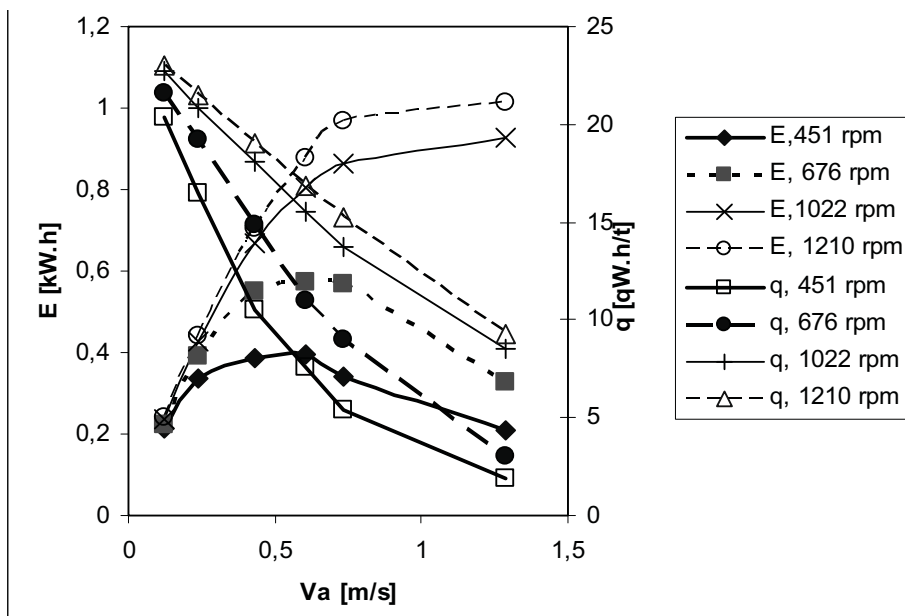 1,2
1
0,8
0,6
0,4
0,2
0
E [kW.h]
25
20
15
10
5
0
q [qW.h/t]
0
0,5
1
1,5
Va [m/s]
E,451 rpm
E, 676 rpm
E,1022 rpm
E, 1210 rpm
q, 451 rpm
q, 676 rpm
q, 1022 rpm
q, 1210 rpm